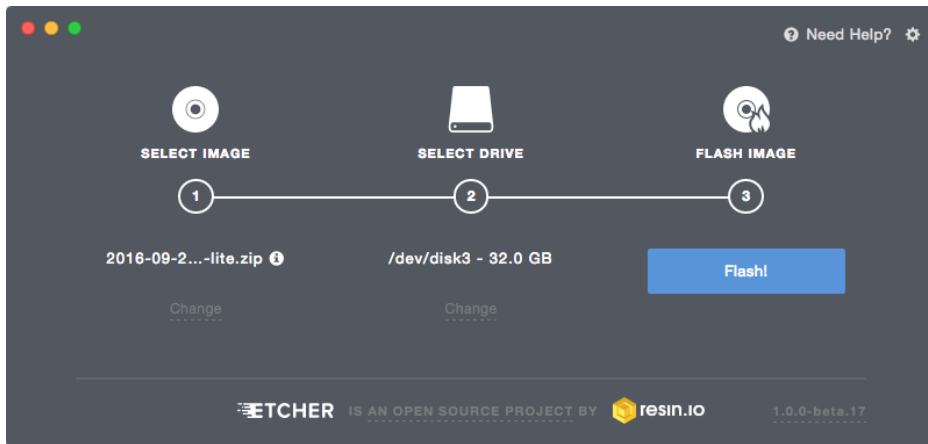 Need Help?
SELECT IMAGE SELECT DRIVE FLASH IMAGE
1 2 3
2016-09-2...-lite.zip /dev/disk3 - 32.0 GB Flash!
Change Change
ETCHER IS AN OPEN SOURCE PROJECT BY resin.io 1.0.0-beta.17